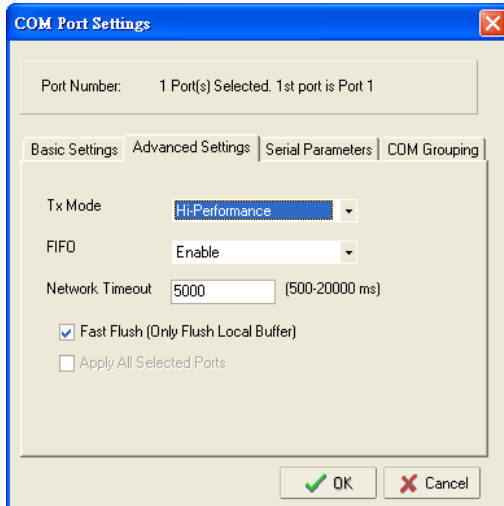 COM Port Settings
Port Number: 1 Port(s) Selected. 1st port is Port 1
Basic Settings Advanced Settings Serial Parameters COM Grouping
Tx Mode Hi-Performance
FIFO Enable
Network Timeout 5000 (500-20000 ms)
Fast Flush (Only Flush Local Buffer)
Apply All Selected Ports
OK Cancel